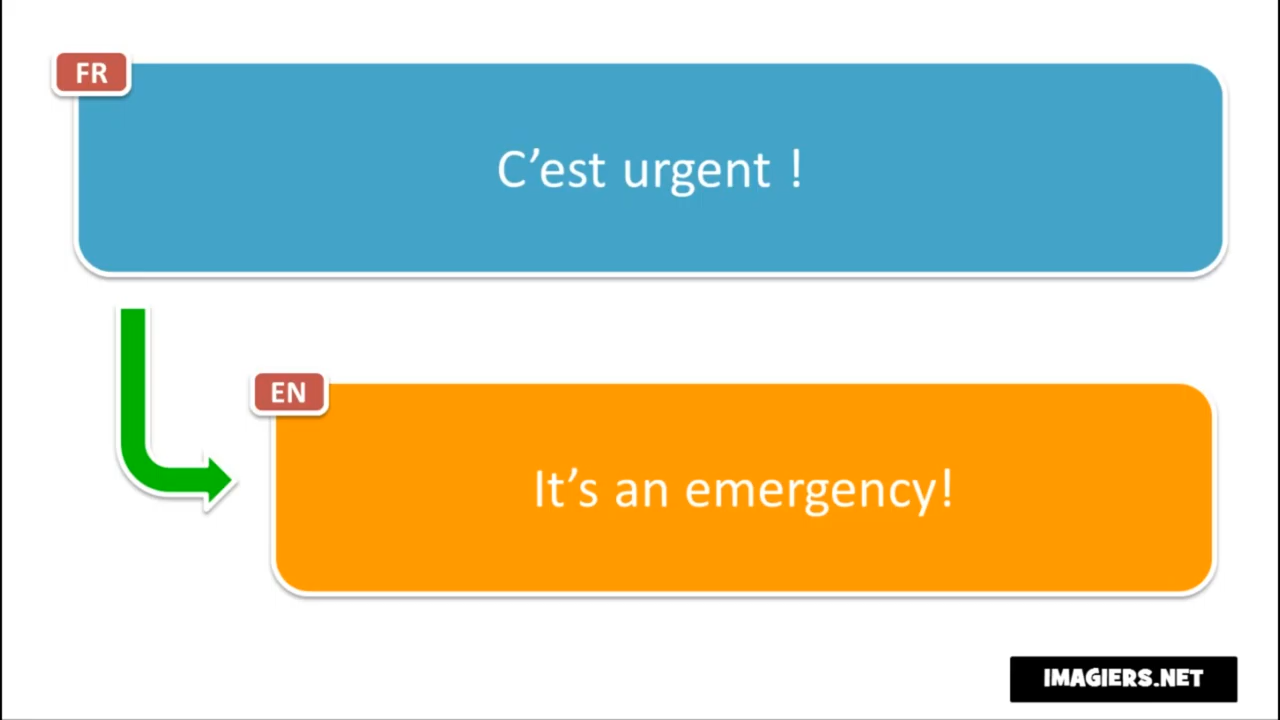 FR
C’est urgent !
EN
It’s an emergency!
IMAGIERS.NET